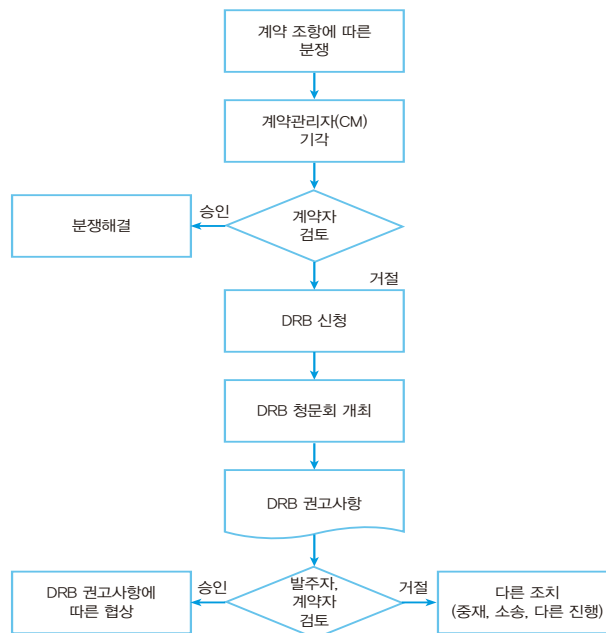 계약 조항에 따른
분쟁
계약관리자(CM)
기각
분쟁해결
승인
계약자
검토
거절
DRB 신청
DRB 청문회 개최
DRB 권고사항
DRB 권고사항에
따른 협상
승인
발주자,
계약자
검토
거절
다른 조치
(중재, 소송, 다른 진행)